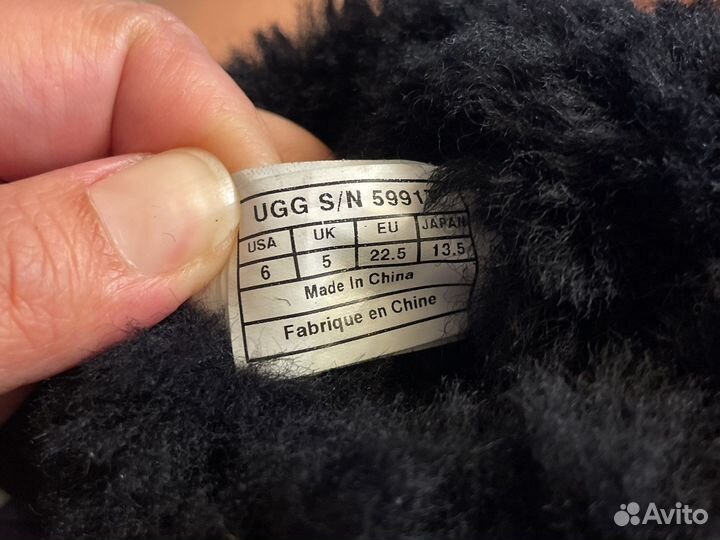 UGG S/N 5991
USA UK EU JAPAN
6 5 22.5 13.5
Made In China
Fabrique en Chine
Avito